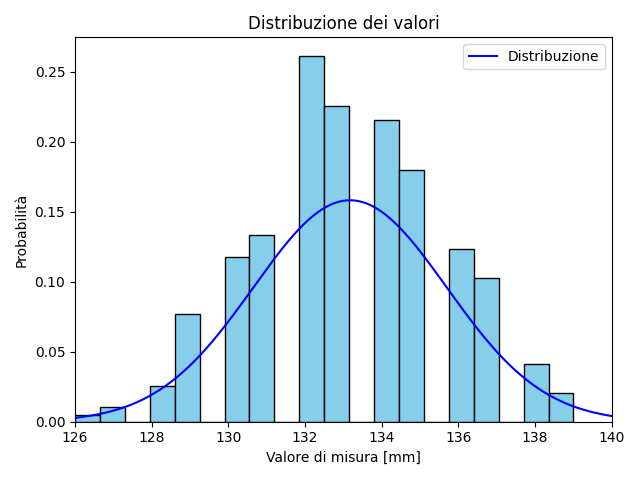 Distribuzione dei valori
Distribuzione
Probabilità
0.25
0.20
0.15
0.10
0.05
0.00
126 128 130 132 134 136 138 140
Valore di misura [mm]